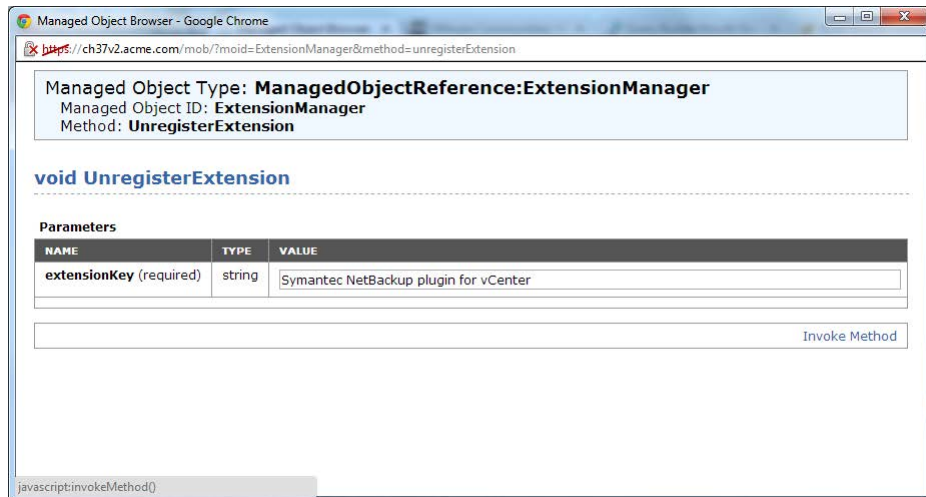 Managed Object Browser - Google Chrome
https://ch37v2.acme.com/mob/?moid=ExtensionManager&method=unregisterExtension
Managed Object Type: ManagedObjectReference:ExtensionManager
Managed Object ID: ExtensionManager
Method: UnregisterExtension
void UnregisterExtension
Parameters
NAME TYPE VALUE
extensionKey (required) string Symantec NetBackup plugin for vCenter
Invoke Method
javascript:invokeMethod()